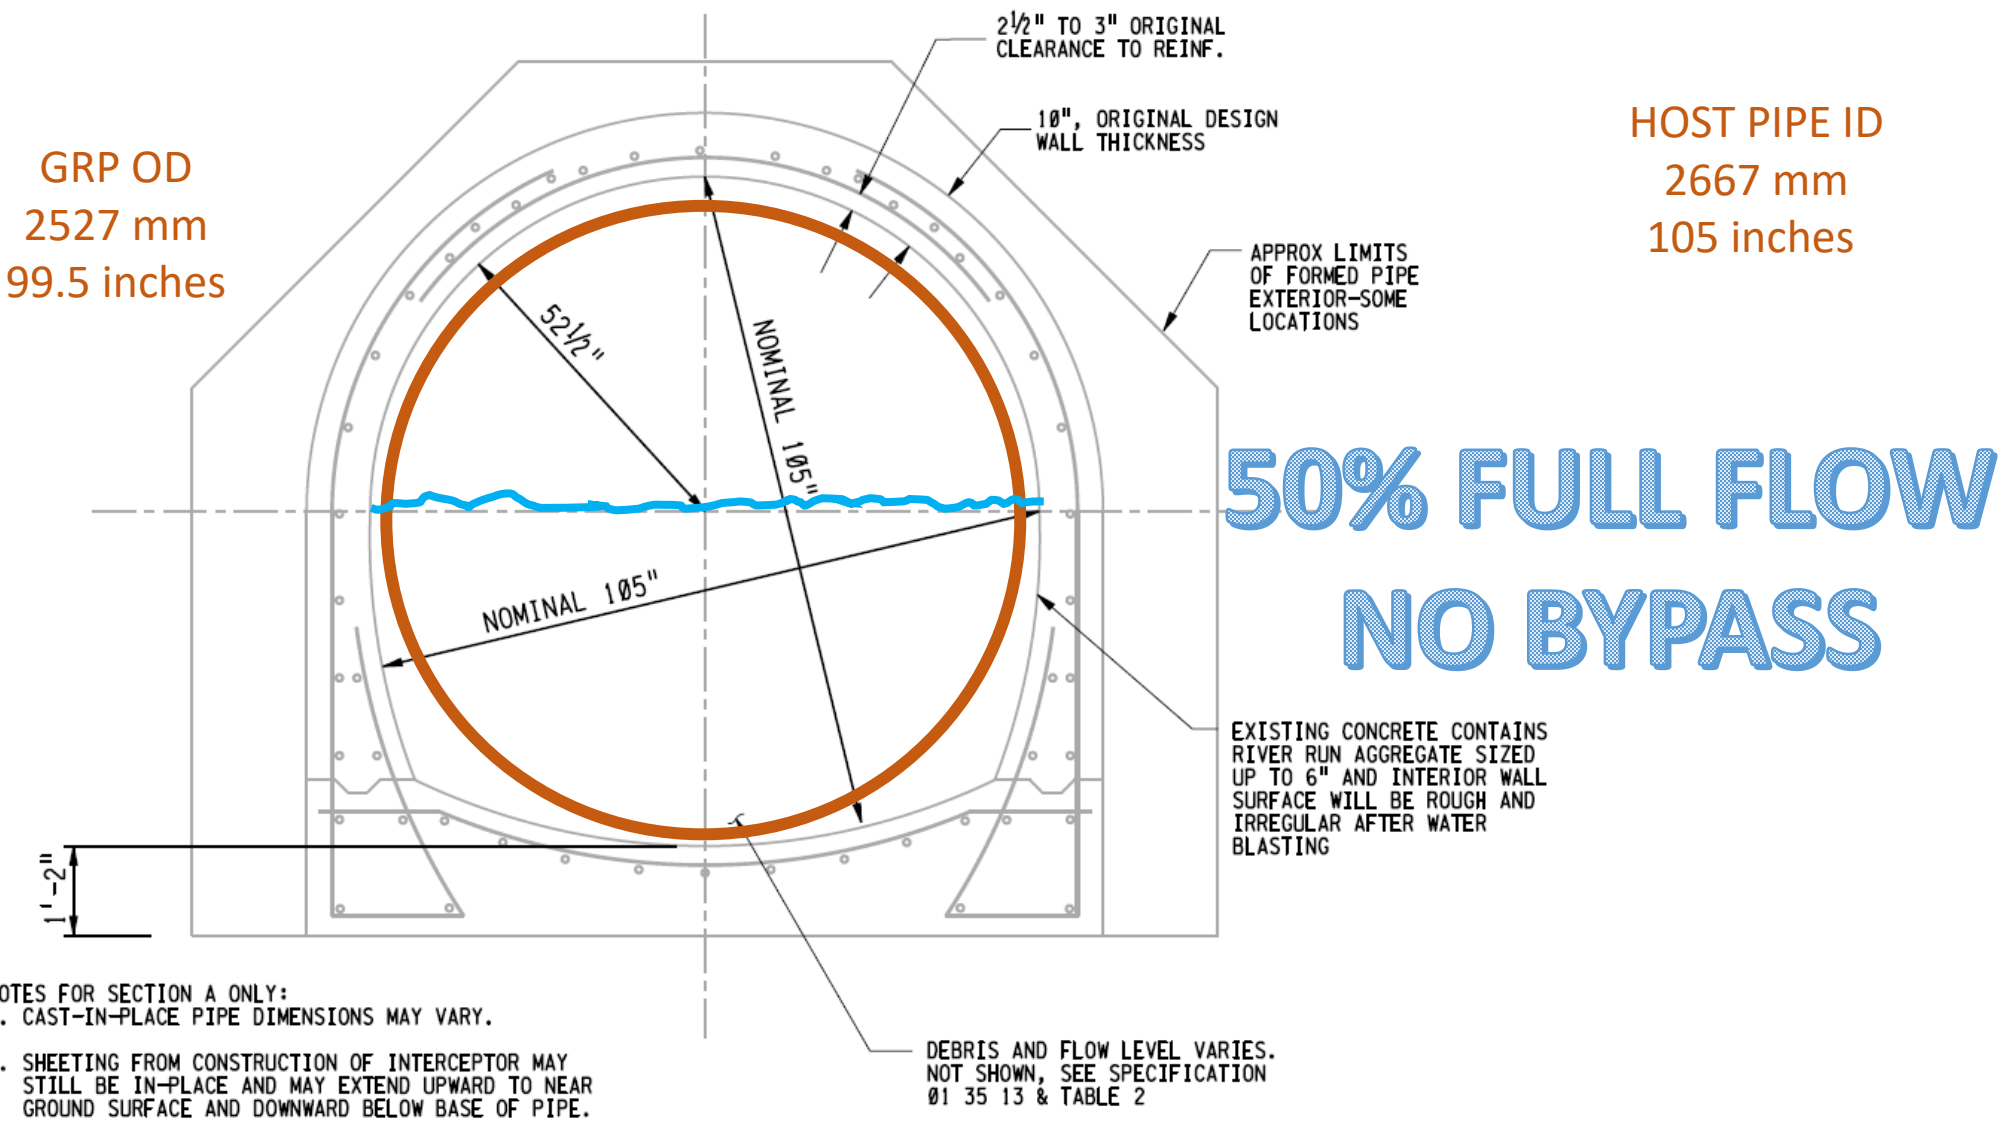 2½" TO 3" ORIGINAL
CLEARANCE TO REINF.
10", ORIGINAL DESIGN
WALL THICKNESS
HOST PIPE ID
2667 mm
105 inches
GRP OD
2527 mm
99.5 inches
APPROX LIMITS
OF FORMED PIPE
EXTERIOR-SOME
LOCATIONS
52½"
NOMINAL 105"
NOMINAL 105"
50% FULL FLOW
NO BYPASS
EXISTING CONCRETE CONTAINS
RIVER RUN AGGREGATE SIZED
UP TO 6" AND INTERIOR WALL
SURFACE WILL BE ROUGH AND
IRREGULAR AFTER WATER
BLASTING
1'-2"
OTES FOR SECTION A ONLY:
. CAST-IN-PLACE PIPE DIMENSIONS MAY VARY.
. SHEETING FROM CONSTRUCTION OF INTERCEPTOR MAY
STILL BE IN-PLACE AND MAY EXTEND UPWARD TO NEAR
GROUND SURFACE AND DOWNWARD BELOW BASE OF PIPE.
DEBRIS AND FLOW LEVEL VARIES.
NOT SHOWN, SEE SPECIFICATION
01 35 13 & TABLE 2